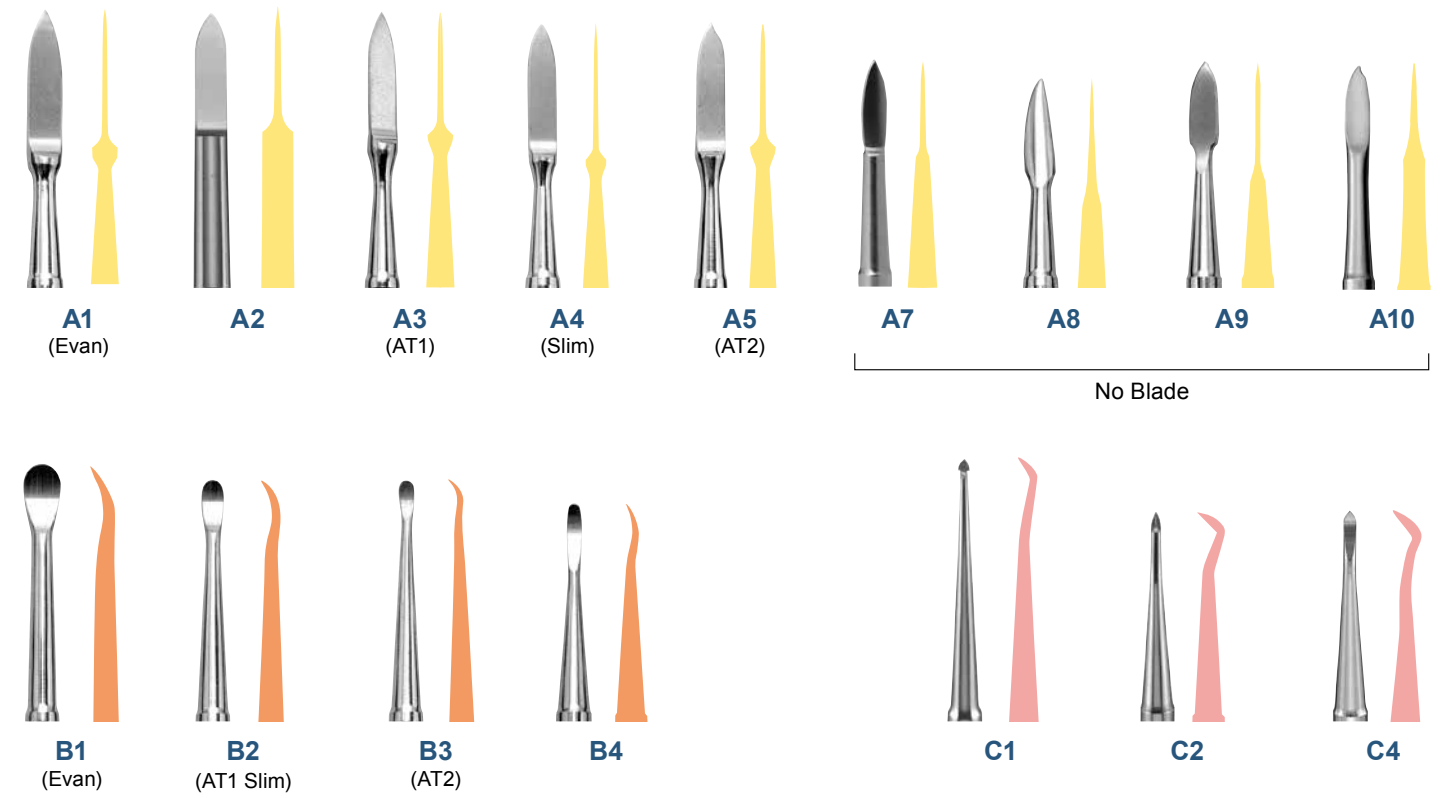 A1
(Evan)
A2
A3
(AT1)
A4
(Slim)
A5
(AT2)
A7
A8
A9
A10
No Blade
B1
(Evan)
B2
(AT1 Slim)
B3
(AT2)
B4
C1
C2
C4